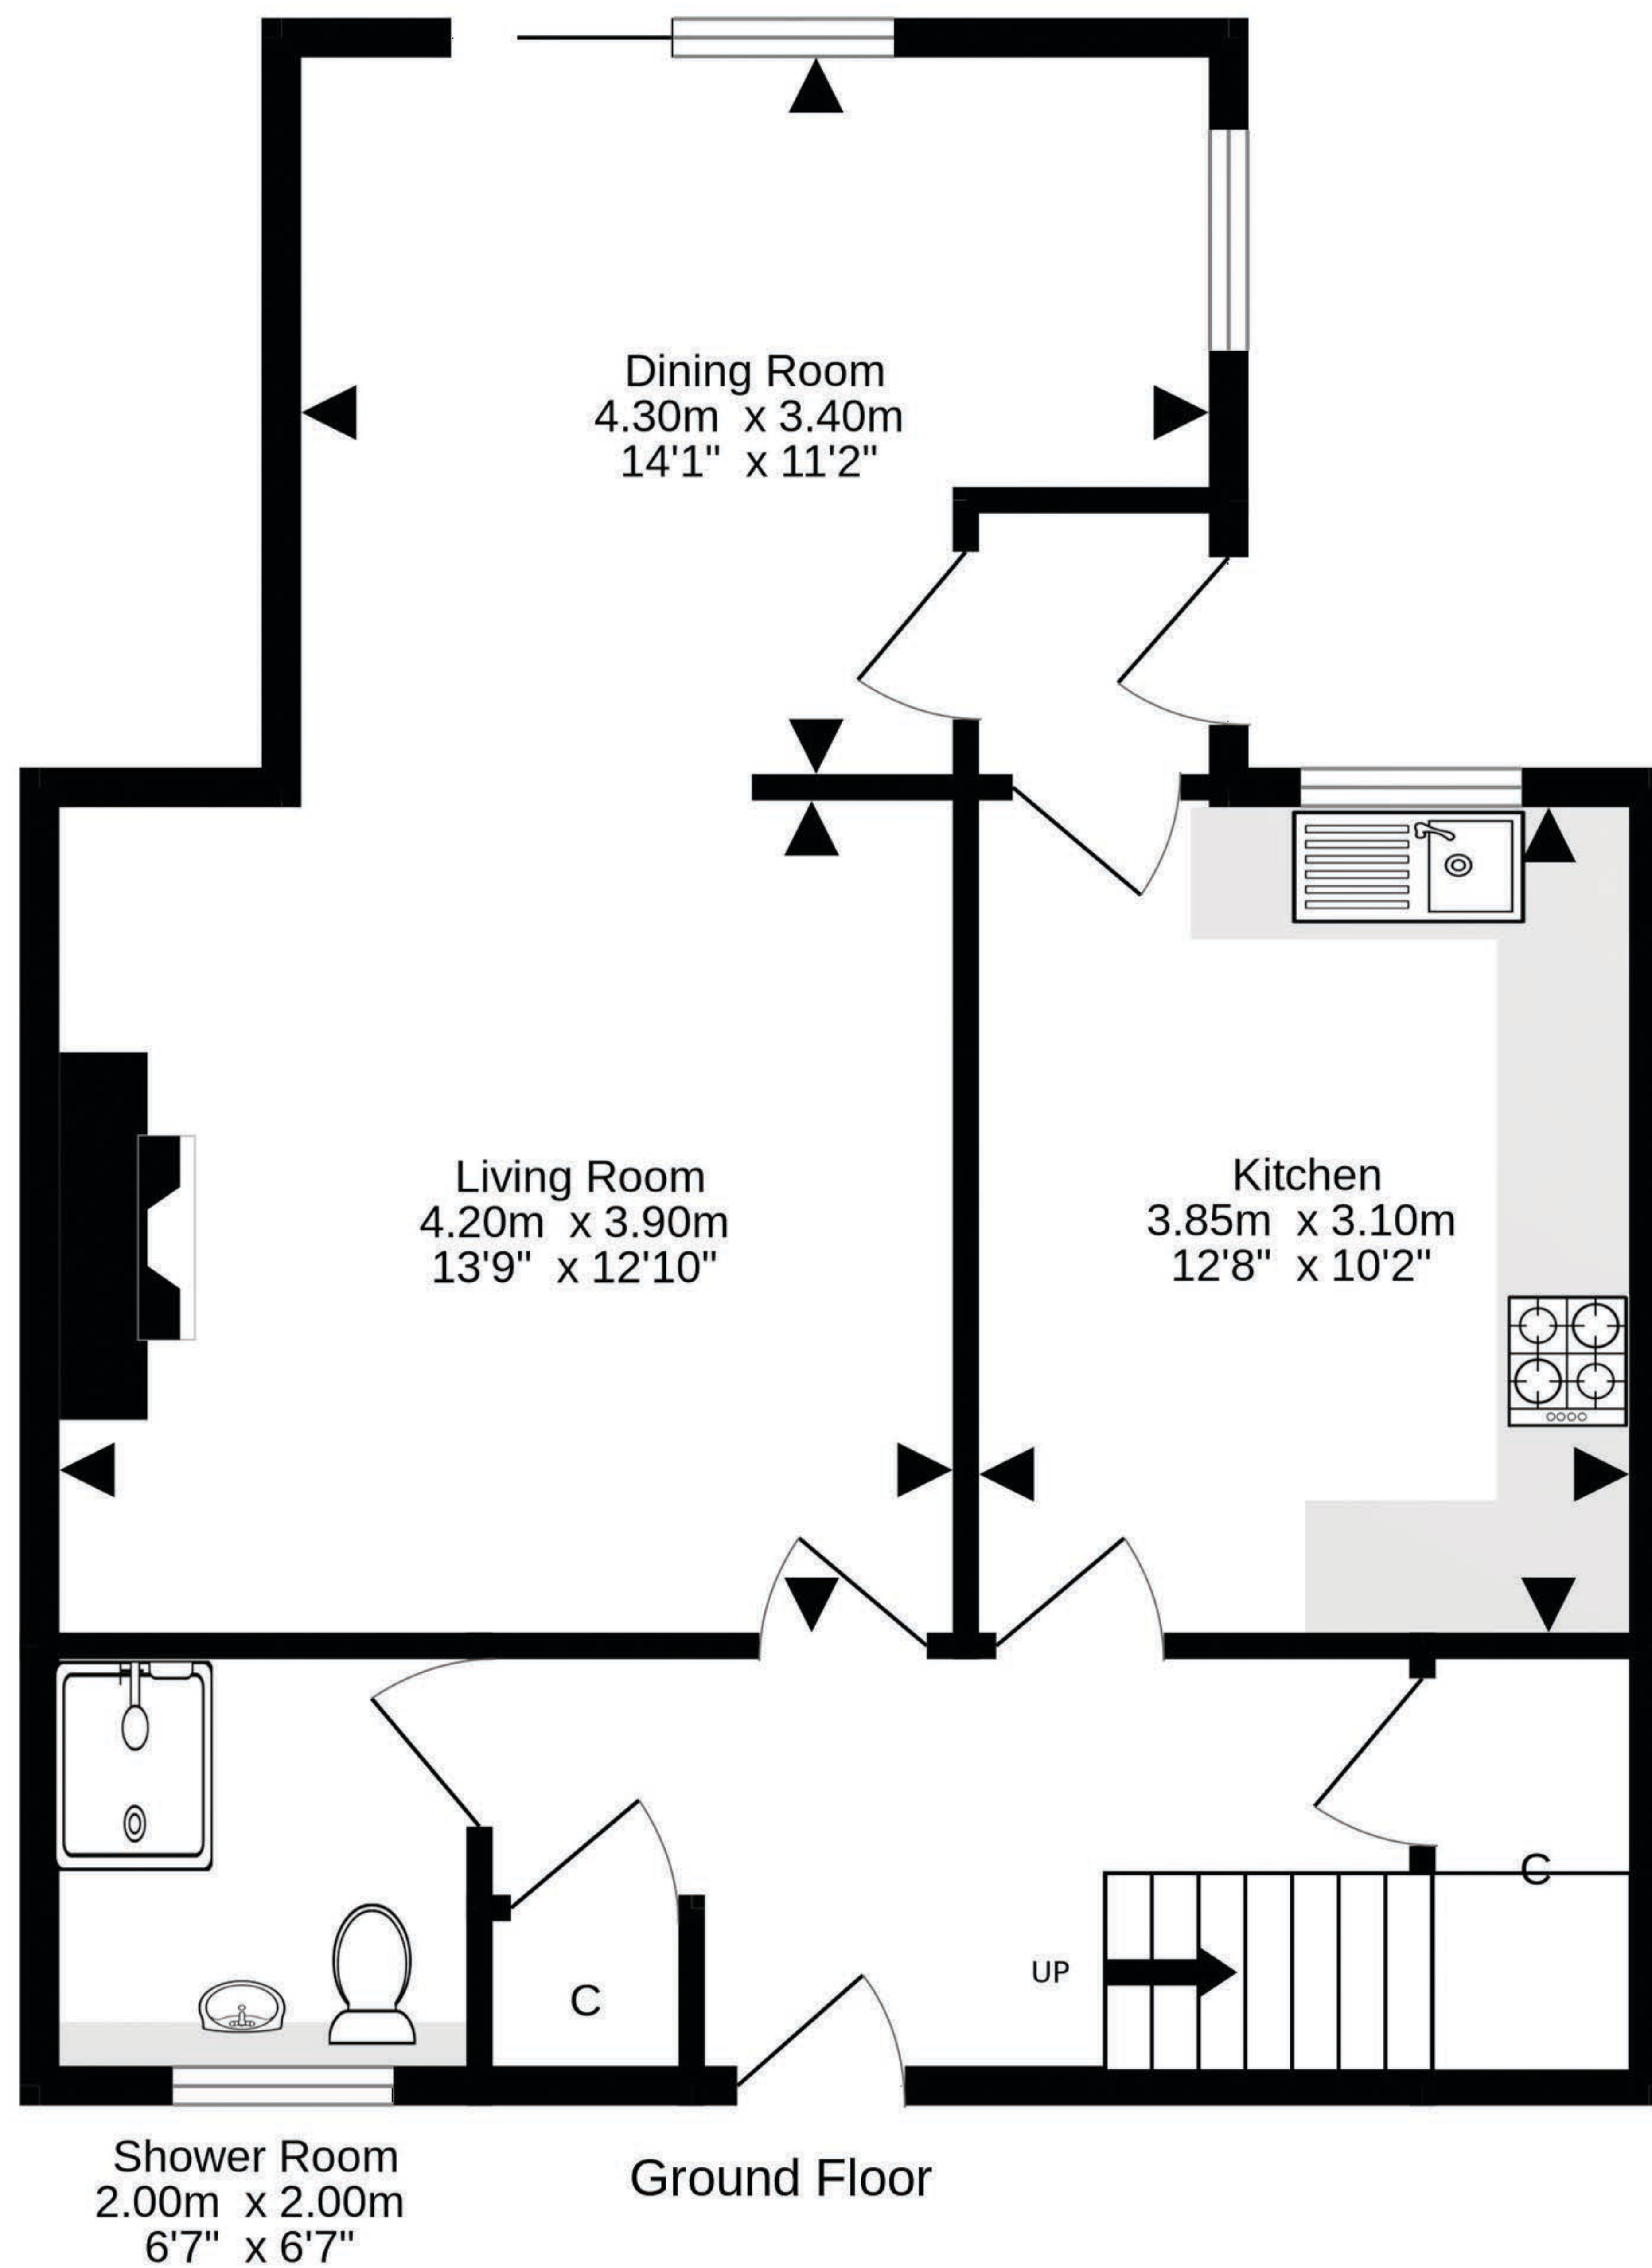 Dining Room
4.30m x 3.40m
14'1" x 11'2"
Living Room
4.20m x 3.90m
13'9" x 12'10"
Kitchen
3.85m x 3.10m
12'8" x 10'2"
C
UP
C
Shower Room
2.00m x 2.00m
6'7" x 6'7"
Ground Floor